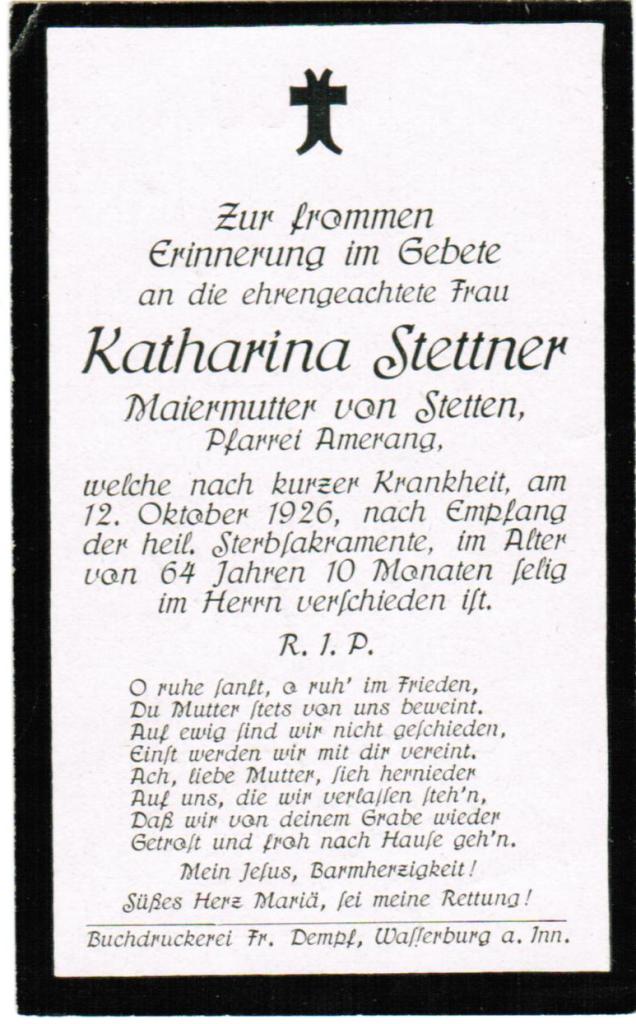 Zur frommen
Erinnerung im Gebete
an die ehrengeachtete Frau
Katharina Stettner
Maiermutter von Stetten,
Pfarrei Amerang,
welche nach kurzer Krankheit, am
12. Oktober 1926, nach Empfang
der heil. Sterbſakramente, im Alter
von 64 Jahren 10 Monaten ſelig
im Herrn verſchieden iſt.
R. I. P.
O ruhe ſanft, o ruh' im Frieden,
Du Mutter ſtets von uns beweint.
Auf ewig ſind wir nicht geſchieden,
Einſt werden wir mit dir vereint.
Ach, liebe Mutter, ſieh hernieder
Auf uns, die wir verlaſſen ſteh'n,
Daß wir von deinem Grabe wieder
Getroſt und froh nach Hauſe geh'n.
Mein Jeſus, Barmherzigkeit!
Süßes Herz Mariä, ſei meine Rettung!
Buchdruckerei Fr. Dempf, Waſſerburg a. Inn.